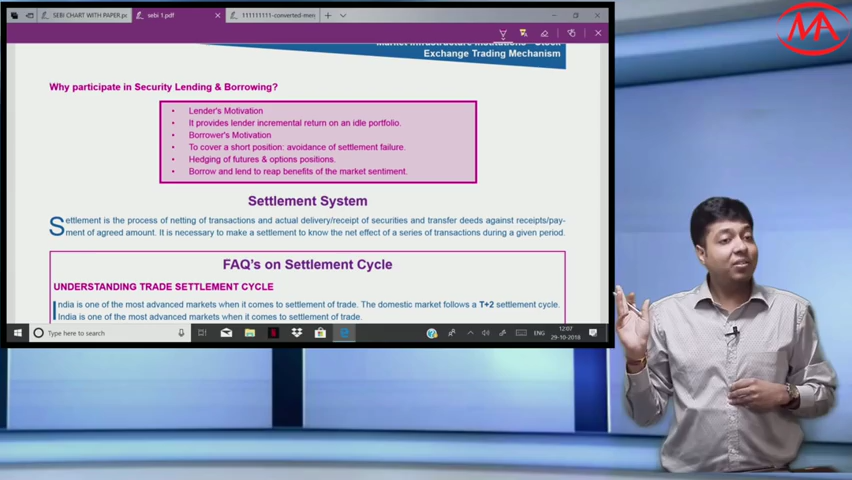 SEBI CHART WITH PAPER.p
sebi 1.pdf
111111111-converted-mer
MA
Market Infrastructure Institutions - Stock
Exchange Trading Mechanism
Why participate in Security Lending & Borrowing?
• Lender's Motivation
• It provides lender incremental return on an idle portfolio.
• Borrower's Motivation
• To cover a short position: avoidance of settlement failure.
• Hedging of futures & options positions.
• Borrow and lend to reap benefits of the market sentiment.
Settlement System
Settlement is the process of netting of transactions and actual delivery/receipt of securities and transfer deeds against receipts/pay-
ment of agreed amount. It is necessary to make a settlement to know the net effect of a series of transactions during a given period.
FAQ's on Settlement Cycle
UNDERSTANDING TRADE SETTLEMENT CYCLE
India is one of the most advanced markets when it comes to settlement of trade. The domestic market follows a T+2 settlement cycle.
India is one of the most advanced markets when it comes to settlement of trade.
Type here to search
ENG
12:07
29-10-2018